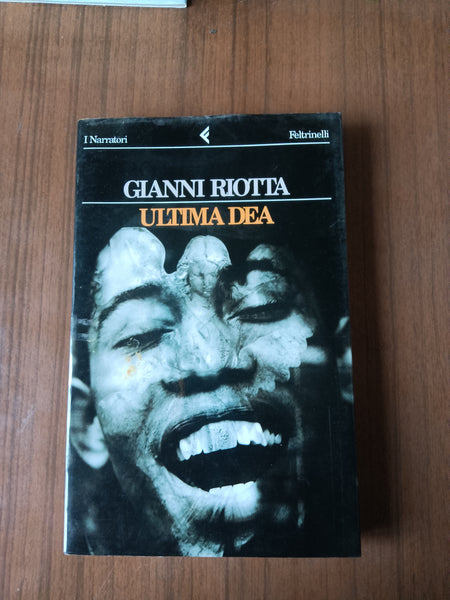 I Narratori Feltrinelli
GIANNI RIOTTA
ULTIMA DEA